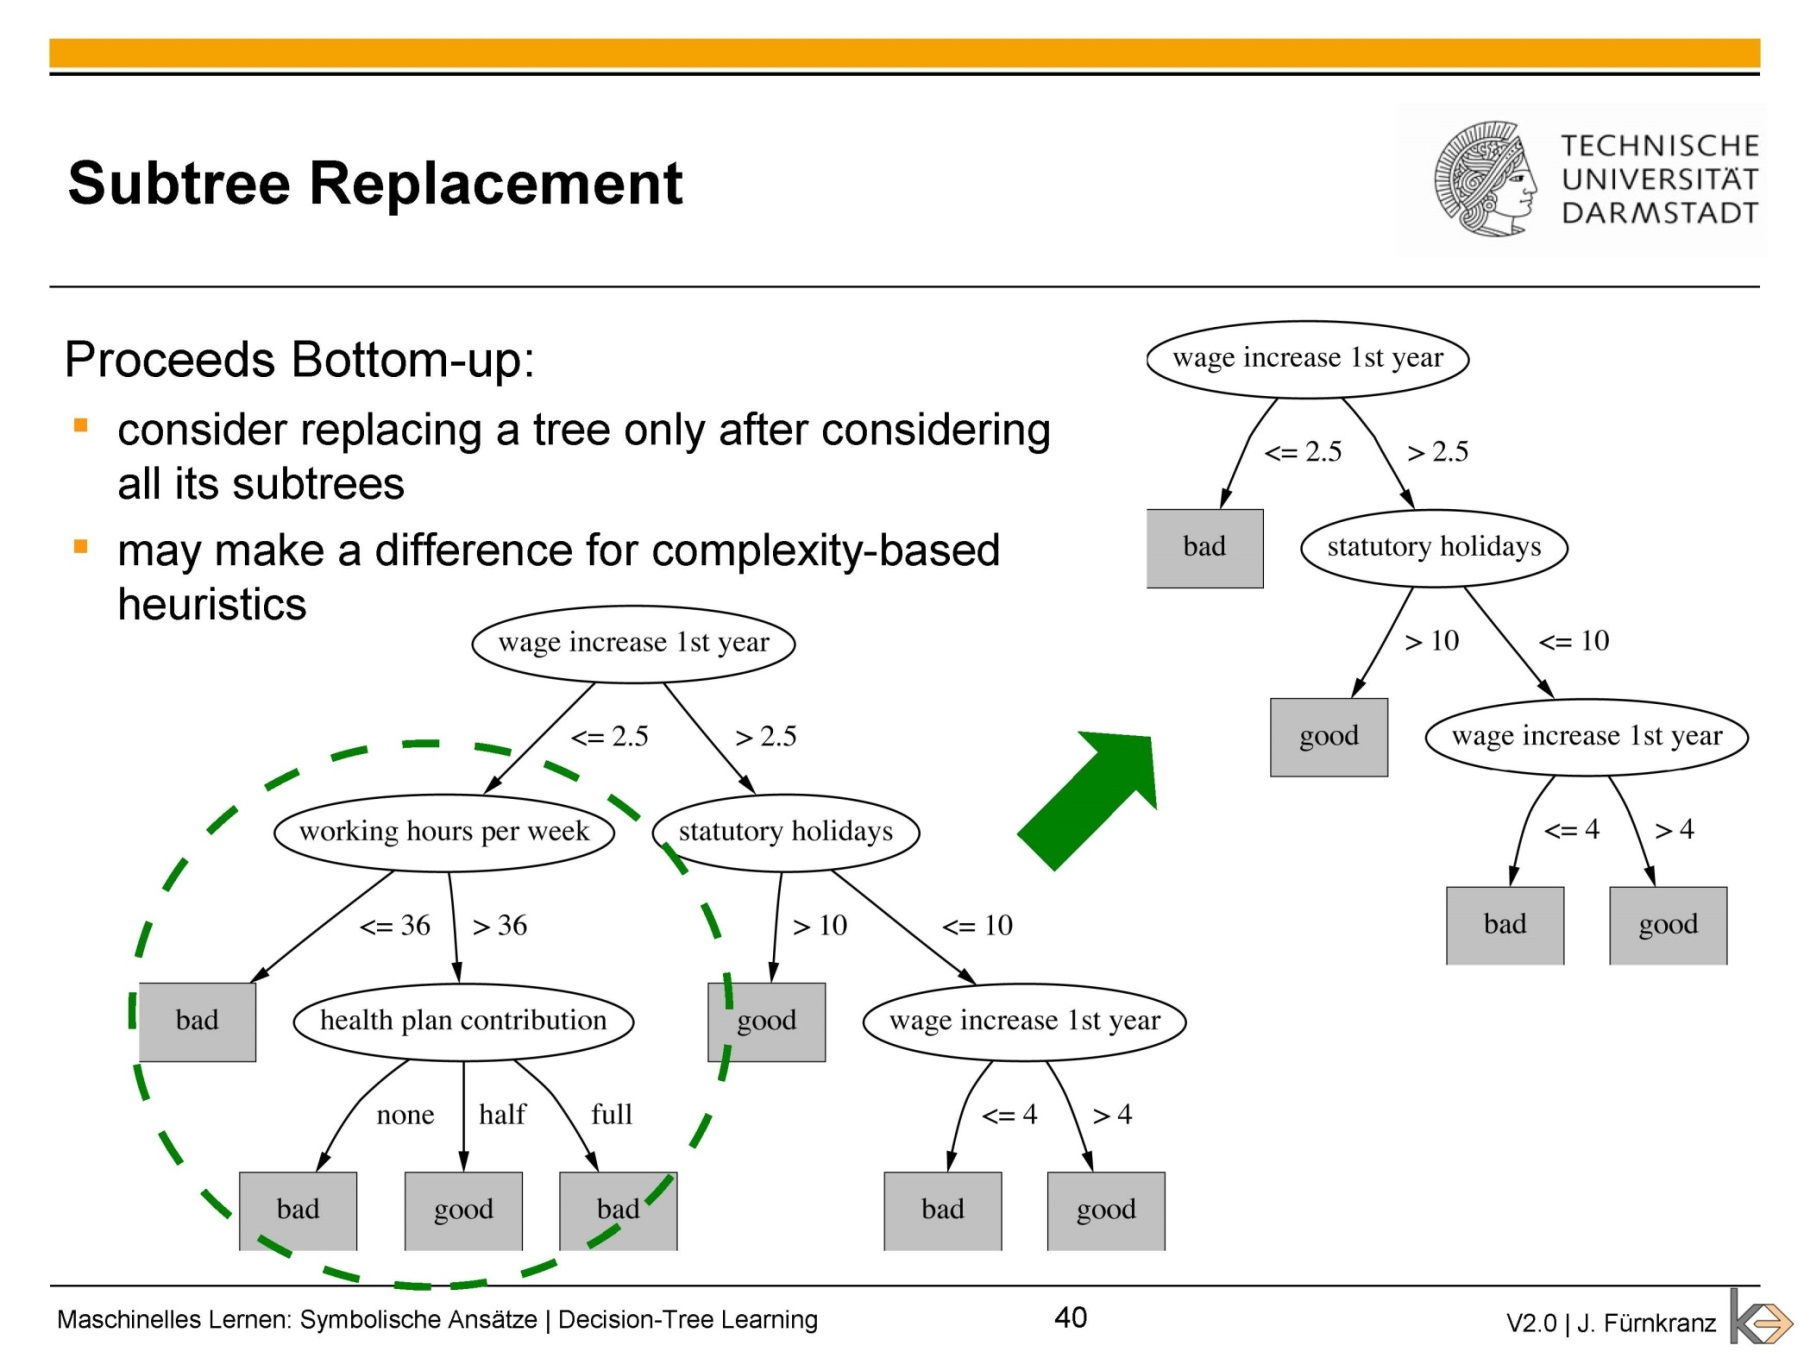 Subtree Replacement
TECHNISCHE
UNIVERSITÄT
DARMSTADT
Proceeds Bottom-up:
consider replacing a tree only after considering
all its subtrees
may make a difference for complexity-based
heuristics
wage increase 1st year
<= 2.5
> 2.5
working hours per week
statutory holidays
<= 36
> 36
> 10
<= 10
bad
health plan contribution
good
wage increase 1st year
none
half
full
<= 4
> 4
bad
good
bad
bad
good
wage increase 1st year
<= 2.5
> 2.5
bad
statutory holidays
> 10
<= 10
good
wage increase 1st year
<= 4
> 4
bad
good
Maschinelles Lernen: Symbolische Ansätze | Decision-Tree Learning
40
V2.0 | J. Fürnkranz